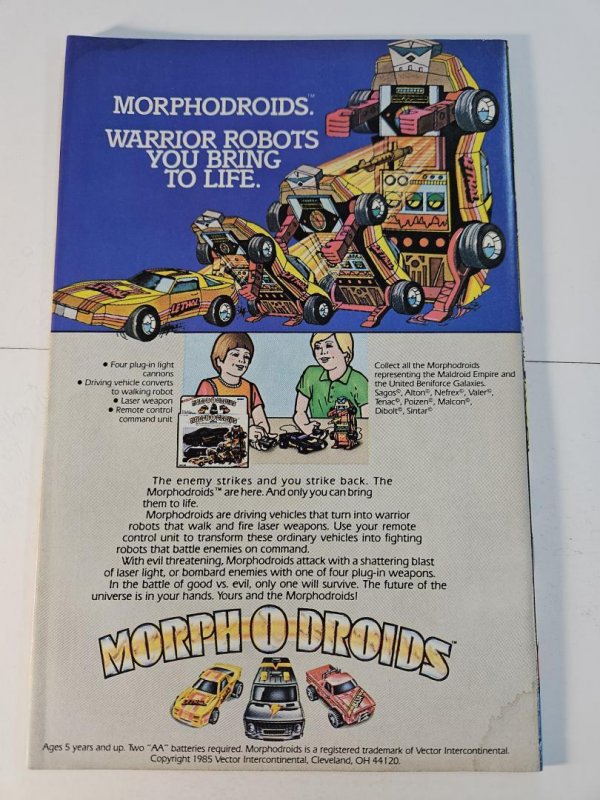 MORPHODROIDS.™
WARRIOR ROBOTS
YOU BRING
TO LIFE.
LETHAL
LETHAL
LETHAL
• Four plug-in light
cannons
• Driving vehicle converts
to walking robot
• Laser weapon
• Remote control
command unit
Collect all the Morphodroids
representing the Maldroid Empire and
the United Beniforce Galaxies.
Sagos©, Alton©, Nefrex©, Valer©,
Tenac©, Poizen©, Malcon©,
Dibolt©, Sintar©
The enemy strikes and you strike back. The
Morphodroids™ are here. And only you can bring
them to life.
Morphodroids are driving vehicles that turn into warrior
robots that walk and fire laser weapons. Use your remote
control unit to transform these ordinary vehicles into fighting
robots that battle enemies on command.
With evil threatening, Morphodroids attack with a shattering blast
of laser light, or bombard enemies with one of four plug-in weapons.
In the battle of good vs. evil, only one will survive. The future of the
universe is in your hands. Yours and the Morphodroids!
MORPH O DROIDS™
Ages 5 years and up. Two "AA" batteries required. Morphodroids is a registered trademark of Vector Intercontinental.
Copyright 1985 Vector Intercontinental, Cleveland, OH 44120.